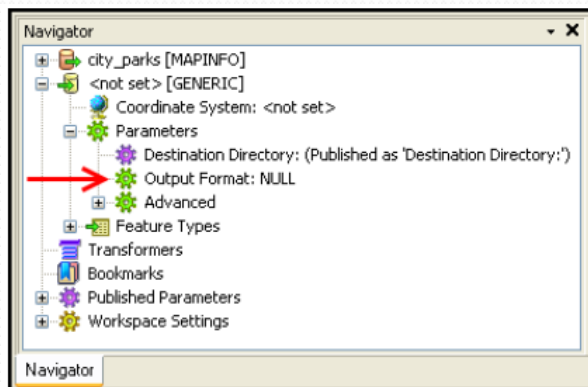 Navigator
city_parks [MAPINFO]
<not set> [GENERIC]
Coordinate System: <not set>
Parameters
Destination Directory: (Published as 'Destination Directory:')
Output Format: NULL
Advanced
Feature Types
Transformers
Bookmarks
Published Parameters
Workspace Settings
Navigator